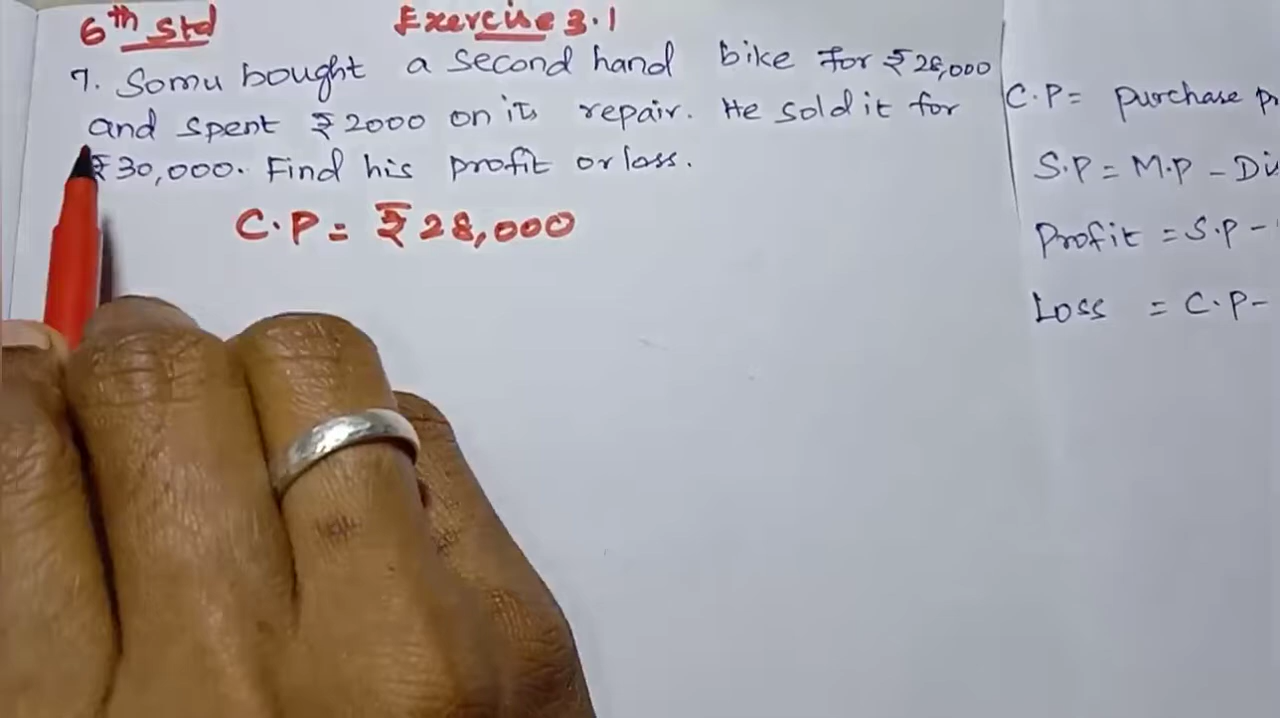 6th Std Exercise 3.1
7. Somu bought a second hand bike for ₹28,000
and spent ₹2000 on its repair. He sold it for
₹30,000. Find his profit or loss.
C.P = ₹28,000
C.P = purchase
S.P = M.P -
Profit = S.P -
Loss = C.P -